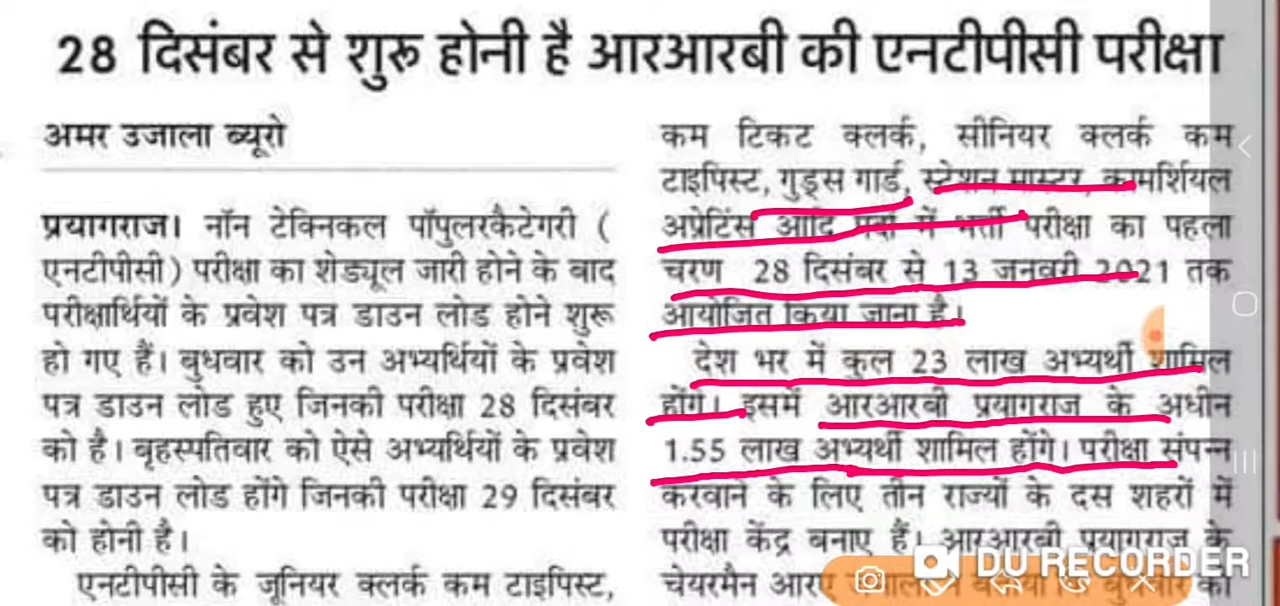 28 दिसंबर से शुरू होनी है आरआरबी की एनटीपीसी परीक्षा
अमर उजाला ब्यूरो
प्रयागराज। नॉन टेक्निकल पॉपुलरकैटेगरी (
एनटीपीसी) परीक्षा का शेड्यूल जारी होने के बाद
परीक्षार्थियों के प्रवेश पत्र डाउन लोड होने शुरू
हो गए हैं। बुधवार को उन अभ्यर्थियों के प्रवेश
पत्र डाउन लोड हुए जिनकी परीक्षा 28 दिसंबर
को है। वृहस्पतिवार को ऐसे अभ्यर्थियों के प्रवेश
पत्र डाउन लोड होंगे जिनकी परीक्षा 29 दिसंबर
को होनी है।
एनटीपीसी के जूनियर क्लर्क कम टाइपिस्ट,
कम टिकट क्लर्क, सीनियर क्लर्क कम
टाइपिस्ट, गुड्स गार्ड, स्टेशन मास्टर, कामर्शियल
अप्रेटिंस आदि पदों में भर्ती परीक्षा का पहला
चरण 28 दिसंबर से 13 जनवरी 2021 तक
आयोजित किया जाना है।
देश भर में कुल 23 लाख अभ्यर्थी शामिल
होंगे। इसमें आरआरबी प्रयागराज के अधीन
1.55 लाख अभ्यर्थी शामिल होंगे। परीक्षा संपन्न
करवाने के लिए तीन राज्यों के दस शहरों में
परीक्षा केंद्र बनाए हैं। आरआरबी प्रयागराज के
चेयरमैन को
DU RECORDER